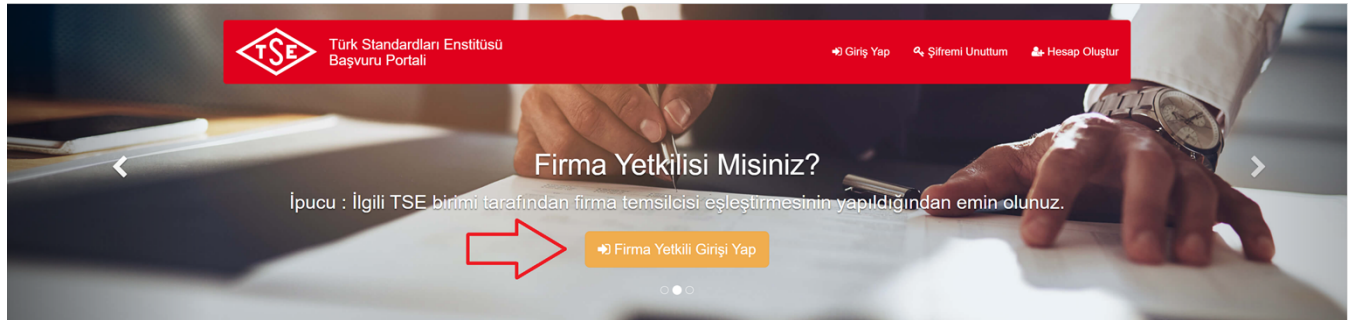 TSE
Türk Standardları Enstitüsü
Başvuru Portali
Giriş Yap
Şifremi Unuttum
Hesap Oluştur
Firma Yetkilisi Misiniz?
İpucu : İlgili TSE birimi tarafından firma temsilcisi eşleştirmesinin yapıldığından emin olunuz.
Firma Yetkili Girişi Yap